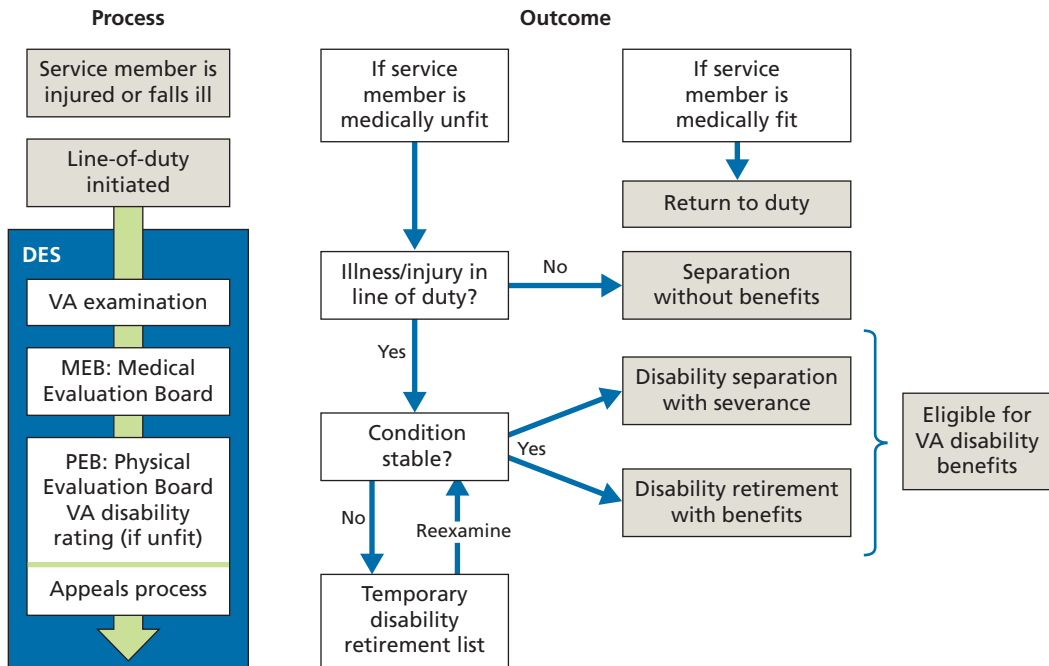 Process
Service member is
injured or falls ill
Line-of-duty
initiated
DES
VA examination
MEB: Medical
Evaluation Board
PEB: Physical
Evaluation Board
VA disability
rating (if unfit)
Appeals process
Outcome
If service
member is
medically unfit
If service
member is
medically fit
Return to duty
Illness/injury in
line of duty?
No
Separation
without benefits
Yes
Condition
stable?
Yes
Disability separation
with severance
Disability retirement
with benefits
Eligible for
VA disability
benefits
No
Reexamine
Temporary
disability
retirement list